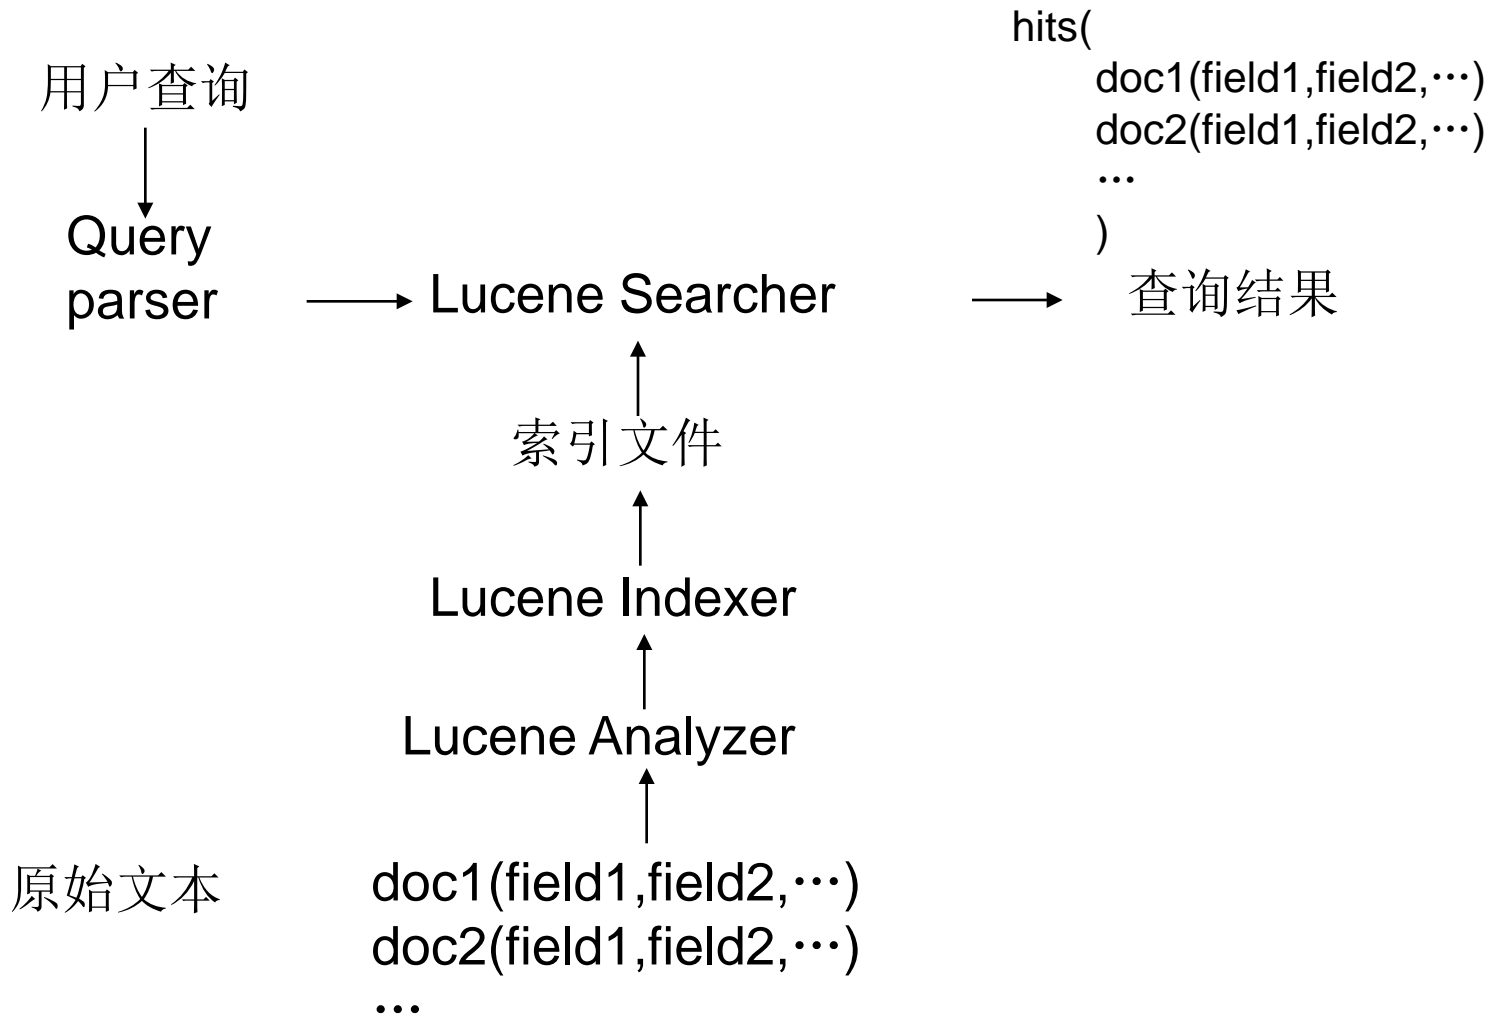 hits(
doc1(field1,field2,…)
doc2(field1,field2,…)
…
)
用户查询
Query
parser
Lucene Searcher
查询结果
索引文件
Lucene Indexer
Lucene Analyzer
原始文本
doc1(field1,field2,…)
doc2(field1,field2,…)
…